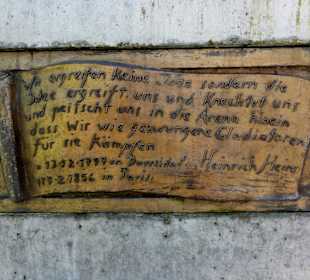 Wir ergreifen keine Idee sondern die
Idee ergreift uns und Knechtet uns
und peitscht uns in die Arena hinein
dass Wir wie gezwungene Gladiatoren
für sie Kämpfen
* 13.12.1797 in Düsseldorf Heinrich Heine
17.2.1856 in Paris